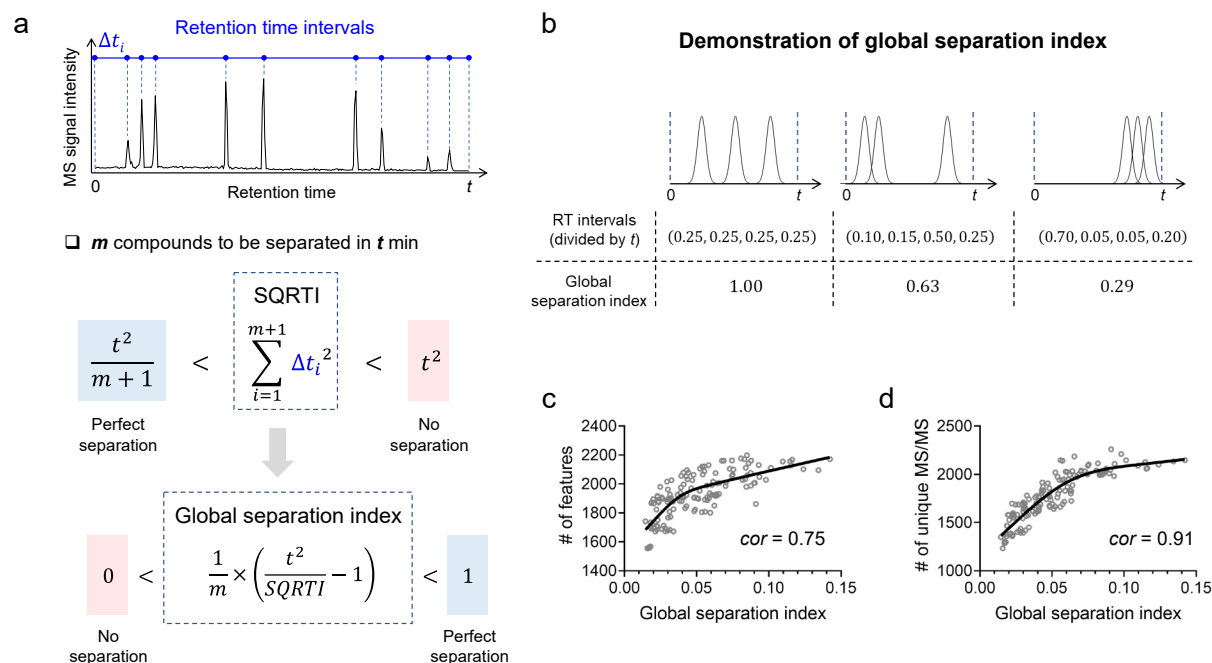 a
Retention time intervals
Δtᵢ
MS signal intensity
0
Retention time
t
❑ m compounds to be separated in t min
SQRTI
t²/(m + 1) < ∑_{i=1}^{m+1} Δtᵢ² < t²
Perfect separation
No separation
Global separation index
0 < 1/m × (t²/SQRTI − 1) < 1
No separation
Perfect separation
b
Demonstration of global separation index
0 t
0 t
0 t
RT intervals
(divided by t)
(0.25, 0.25, 0.25, 0.25)
(0.10, 0.15, 0.50, 0.25)
(0.70, 0.05, 0.05, 0.20)
Global
separation index
1.00
0.63
0.29
c
# of features
2400
2200
2000
1800
1600
1400
0.00 0.05 0.10 0.15
cor = 0.75
Global separation index
d
# of unique MS/MS
2500
2000
1500
1000
0.00 0.05 0.10 0.15
cor = 0.91
Global separation index